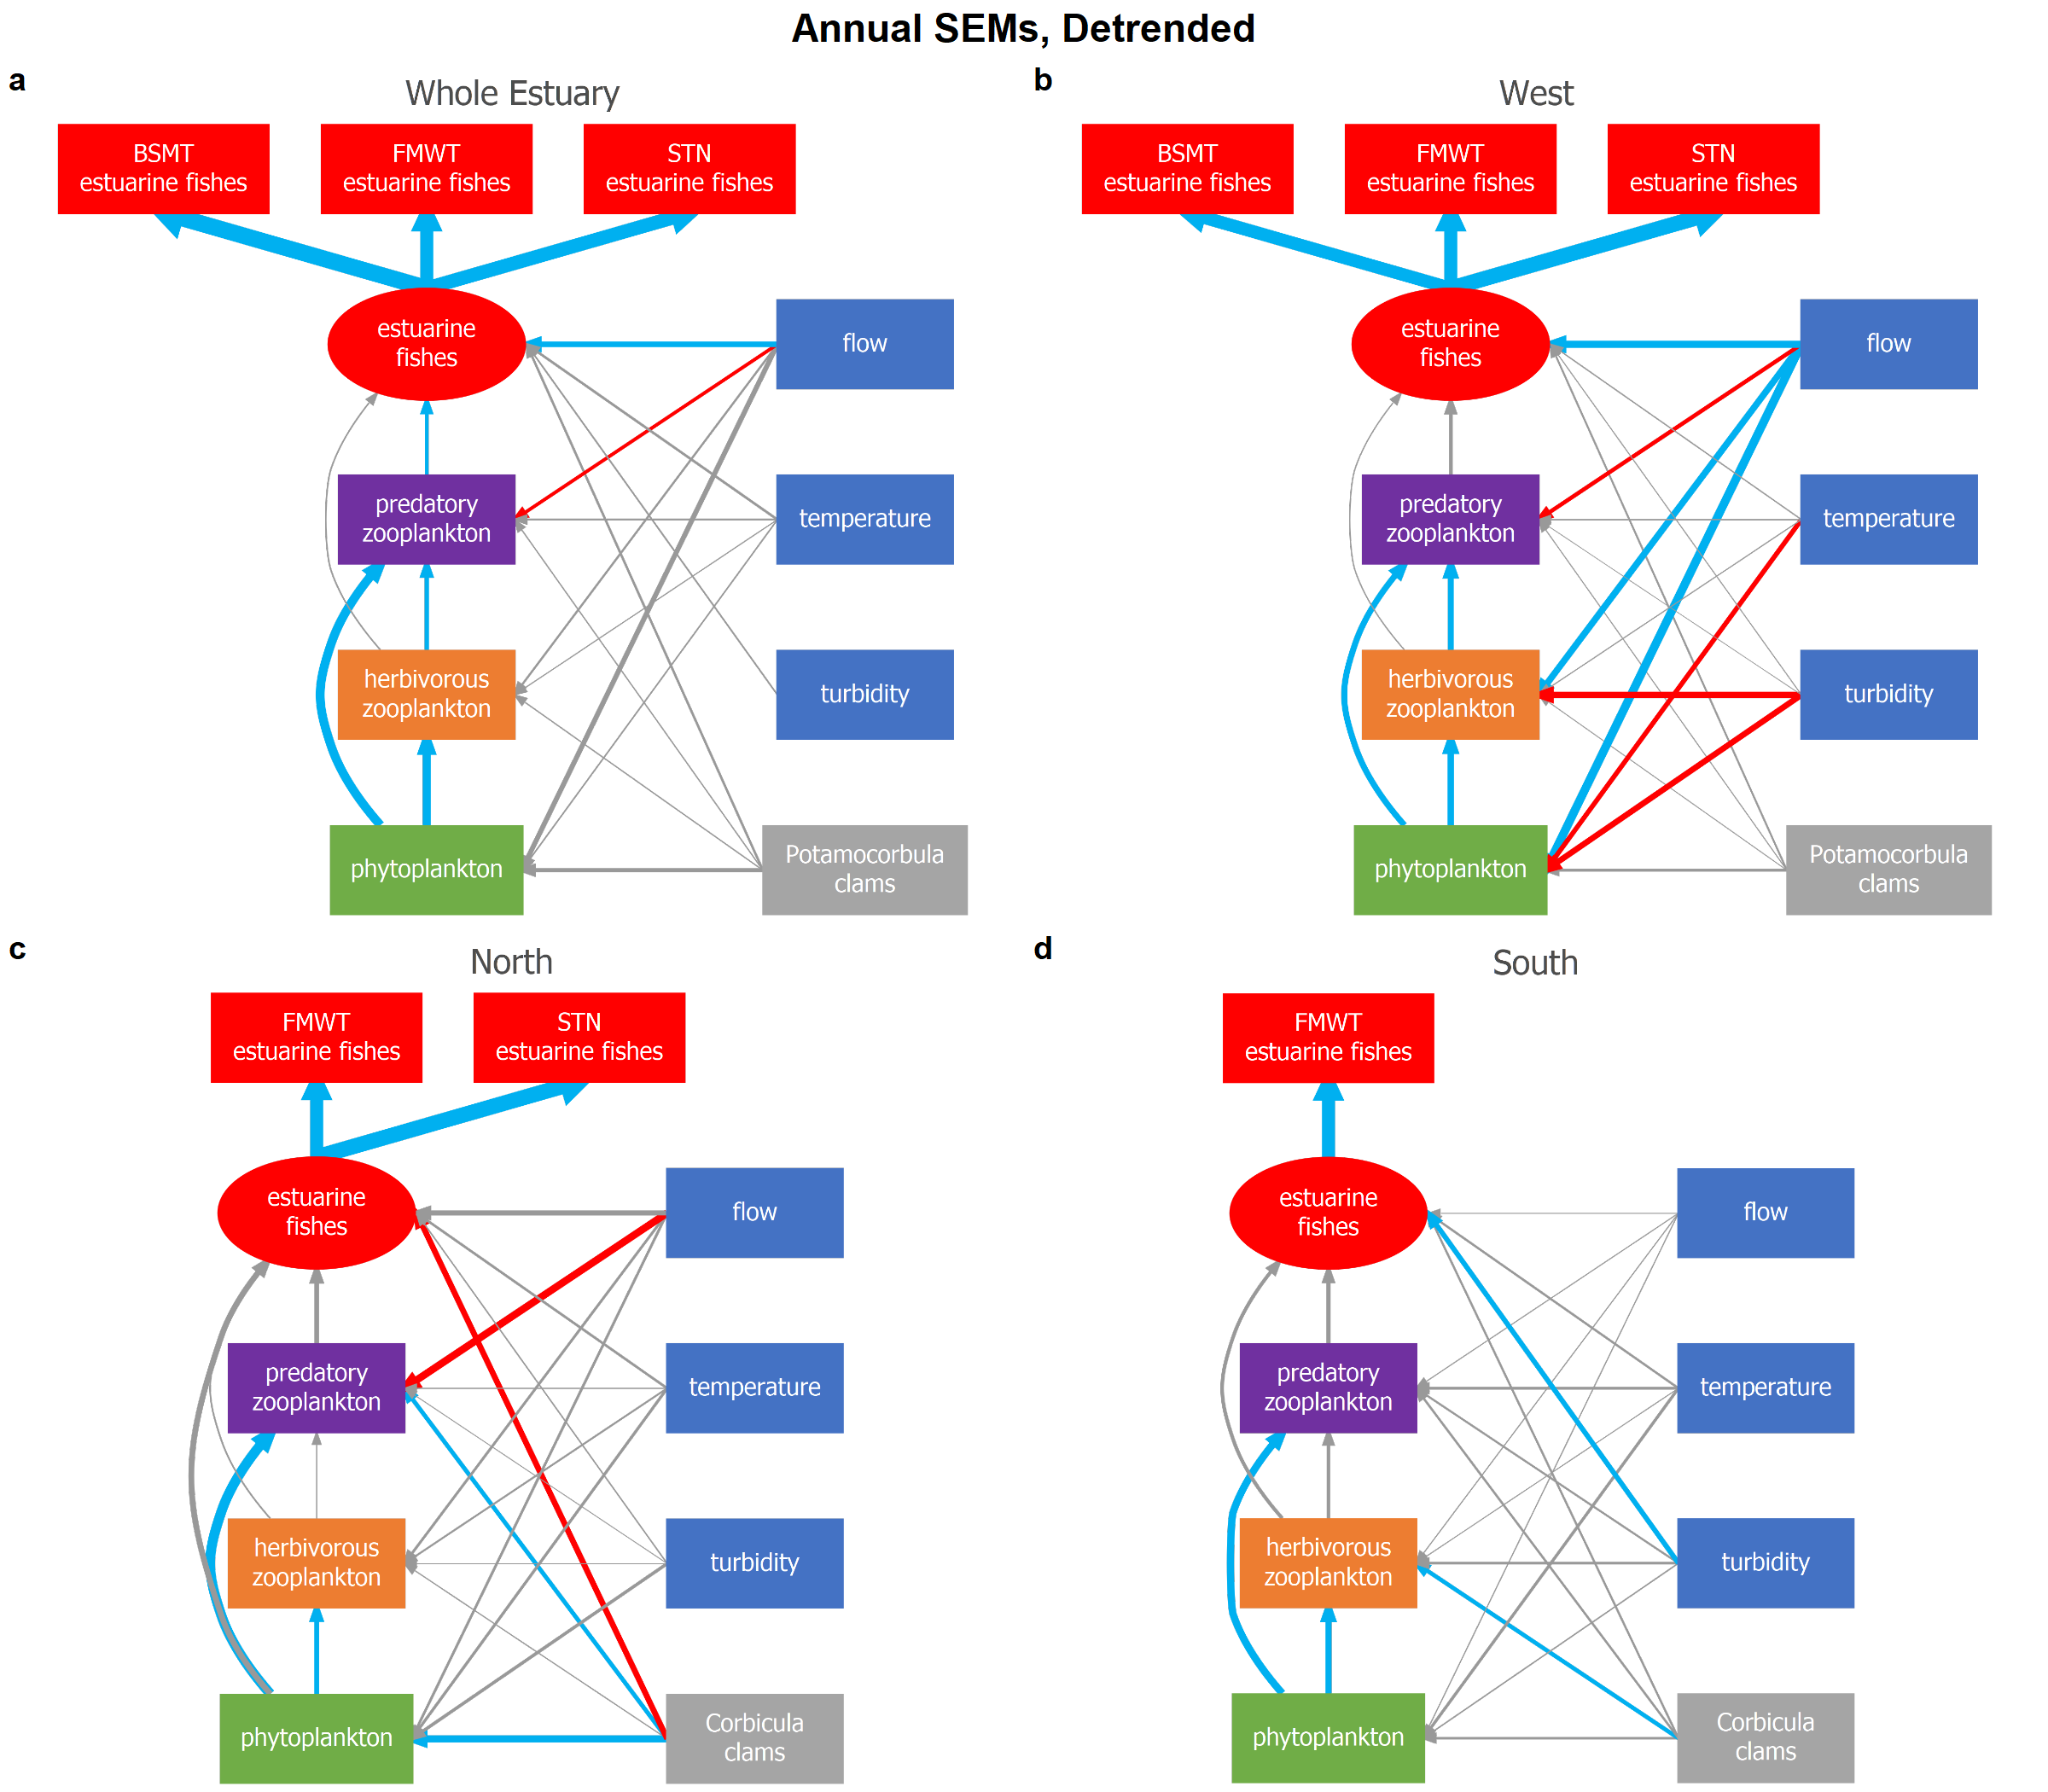 Annual SEMs, Detrended
a
Whole Estuary
BSMT
estuarine fishes
FMWT
estuarine fishes
STN
estuarine fishes
estuarine
fishes
flow
predatory
zooplankton
temperature
herbivorous
zooplankton
turbidity
phytoplankton
Potamocorbula
clams
b
West
BSMT
estuarine fishes
FMWT
estuarine fishes
STN
estuarine fishes
estuarine
fishes
flow
predatory
zooplankton
temperature
herbivorous
zooplankton
turbidity
phytoplankton
Potamocorbula
clams
c
North
FMWT
estuarine fishes
STN
estuarine fishes
estuarine
fishes
flow
predatory
zooplankton
temperature
herbivorous
zooplankton
turbidity
phytoplankton
Corbicula
clams
d
South
FMWT
estuarine fishes
estuarine
fishes
flow
predatory
zooplankton
temperature
herbivorous
zooplankton
turbidity
phytoplankton
Corbicula
clams